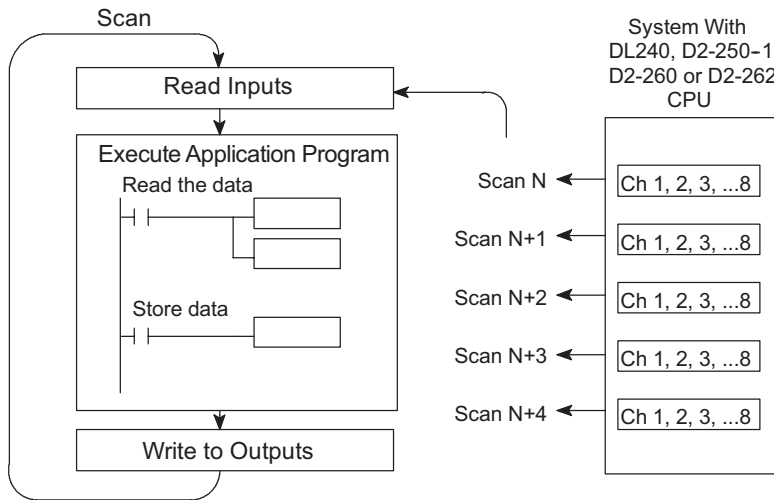 Scan
Read Inputs
Execute Application Program
Read the data
Store data
Write to Outputs
System With
DL240, D2-250-1
D2-260 or D2-262
CPU
Scan N
Ch 1, 2, 3, ...8
Scan N+1
Ch 1, 2, 3, ...8
Scan N+2
Ch 1, 2, 3, ...8
Scan N+3
Ch 1, 2, 3, ...8
Scan N+4
Ch 1, 2, 3, ...8